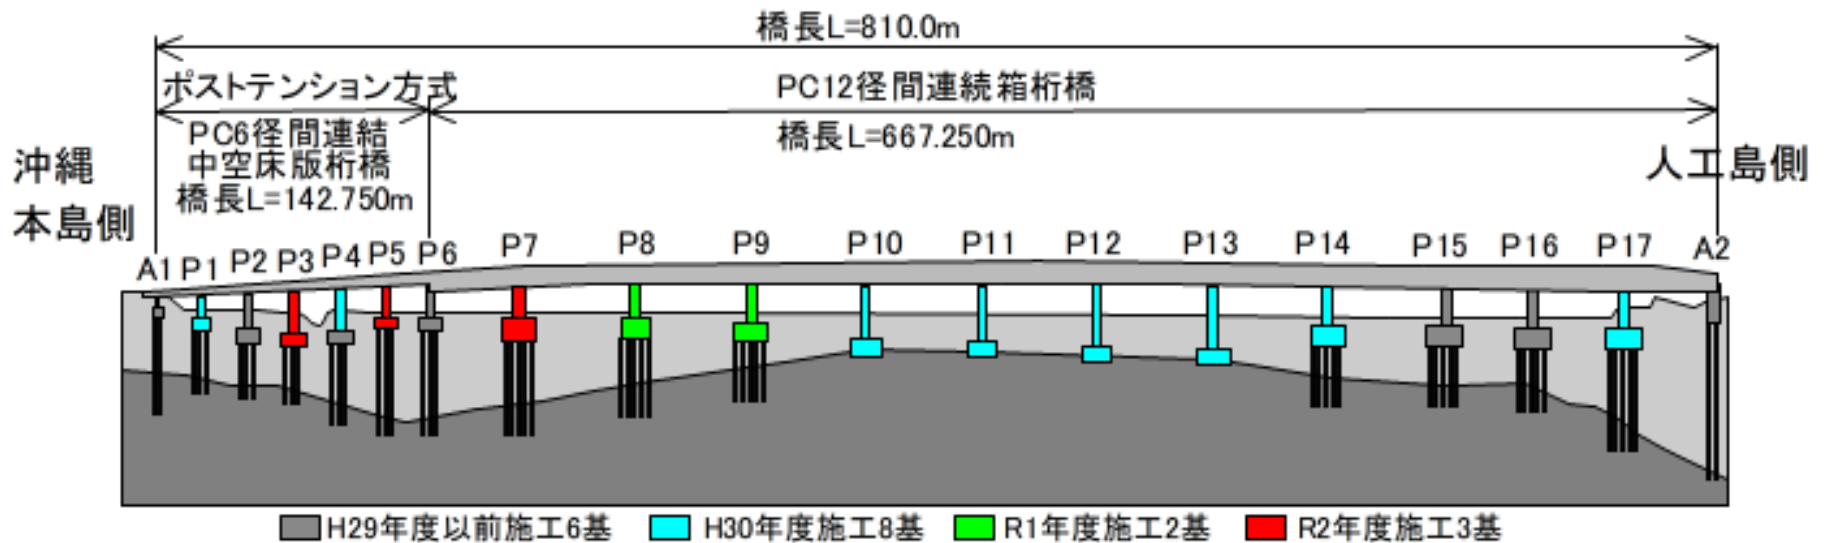 橋長L=810.0m
ポストテンション方式
PC6径間連結
中空床版桁橋
橋長L=142.750m
PC12径間連続箱桁橋
橋長L=667.250m
沖縄
本島側
人工島側
A1 P1 P2 P3 P4 P5 P6 P7 P8 P9 P10 P11 P12 P13 P14 P15 P16 P17 A2
H29年度以前施工6基 H30年度施工8基 R1年度施工2基 R2年度施工3基